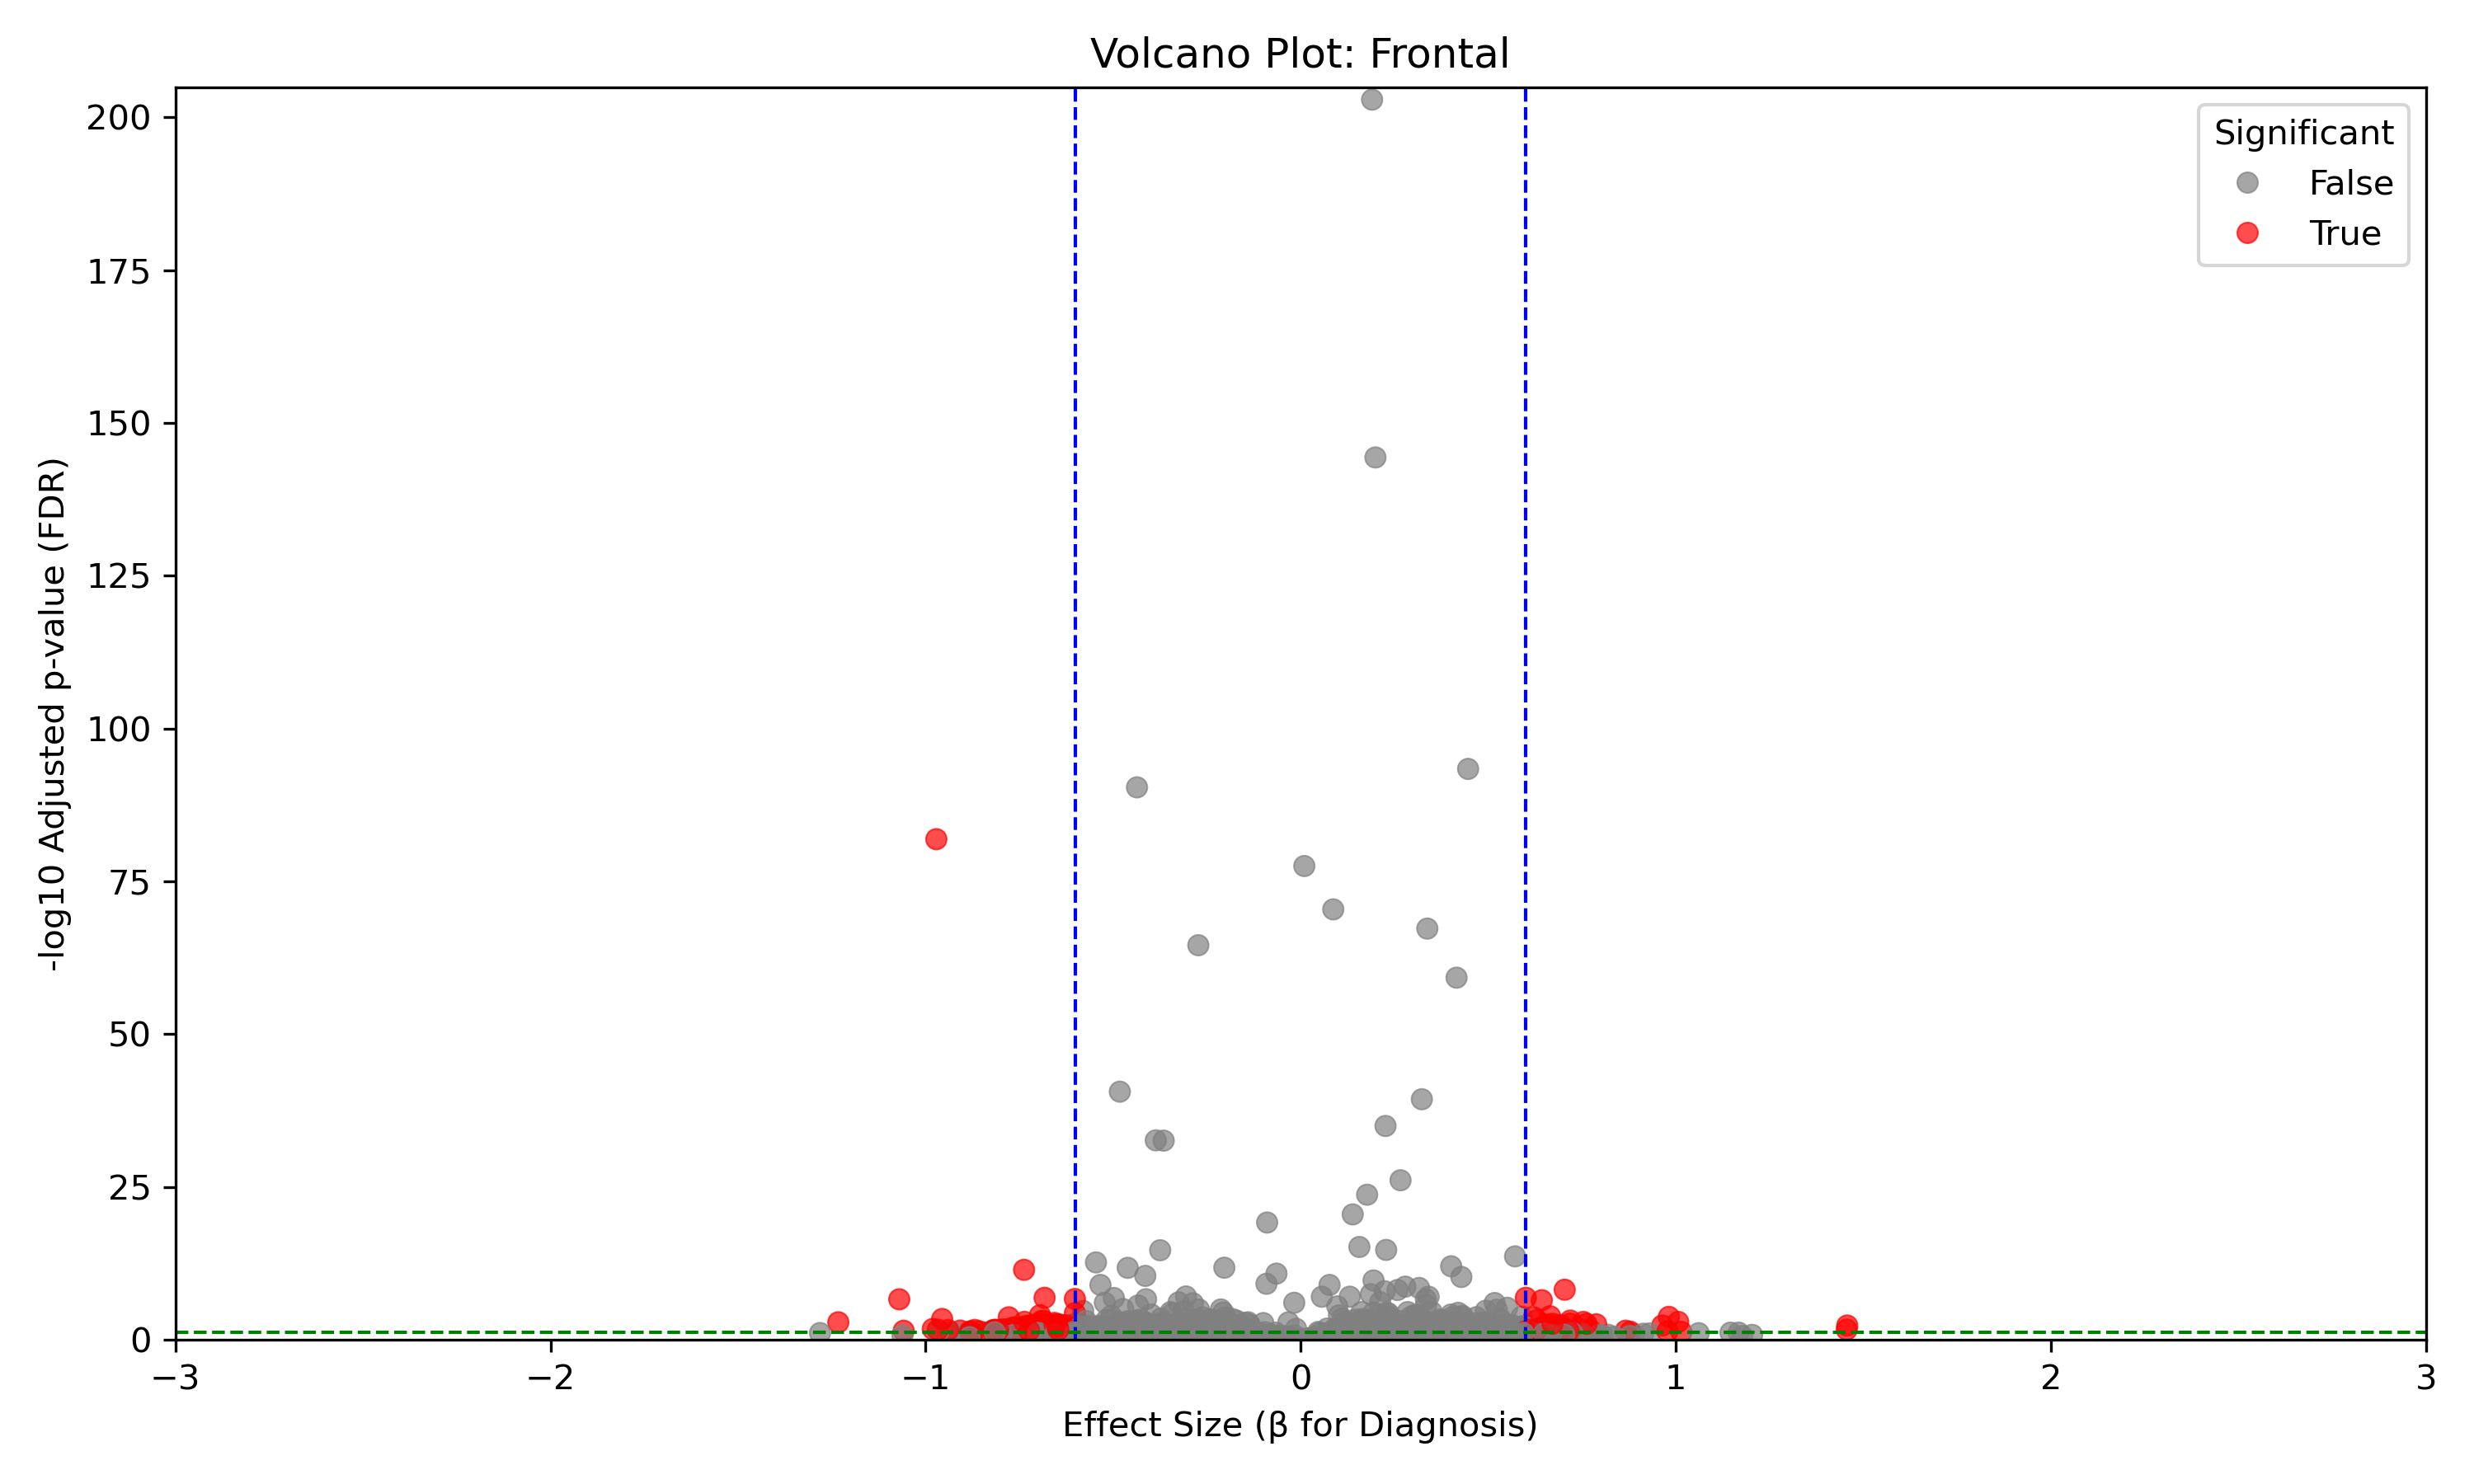 Volcano Plot: Frontal
Significant
False
True
-log10 Adjusted p-value (FDR)
200
175
150
125
100
75
50
25
0
−3
−2
−1
0
1
2
3
Effect Size (β for Diagnosis)